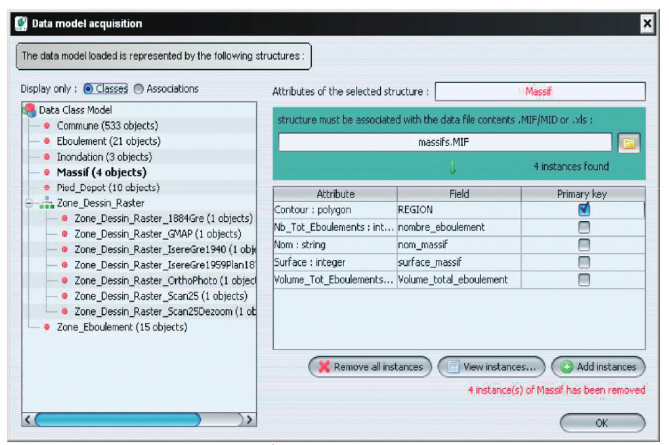 Data model acquisition
The data model loaded is represented by the following structures :
Display only : Classes Associations
Data Class Model
Commune (533 objects)
Eboulement (21 objects)
Inondation (3 objects)
Massif (4 objects)
Pied_Depot (10 objects)
Zone_Dessin_Raster
Zone_Dessin_Raster_1884Gre (1 objects)
Zone_Dessin_Raster_GMAP (1 objects)
Zone_Dessin_Raster_IsereGre1940 (1 obje
Zone_Dessin_Raster_IsereGre1959Plan18
Zone_Dessin_Raster_OrthoPhoto (1 object
Zone_Dessin_Raster_Scan25 (1 objects)
Zone_Dessin_Raster_Scan25Dezoom (1 ob
Zone_Eboulement (15 objects)
Attributes of the selected structure : Massif
structure must be associated with the data file contents .MIF/MID or .xls :
massifs.MIF
4 instances found
Attribute Field Primary key
Contour : polygon REGION
Nb_Tot_Eboulements : int... nombre_eboulement
Nom : string nom_massif
Surface : integer surface_massif
Volume_Tot_Eboulements... Volume_total_eboulement
Remove all instances View instances... Add instances
4 instance(s) of Massif has been removed
OK